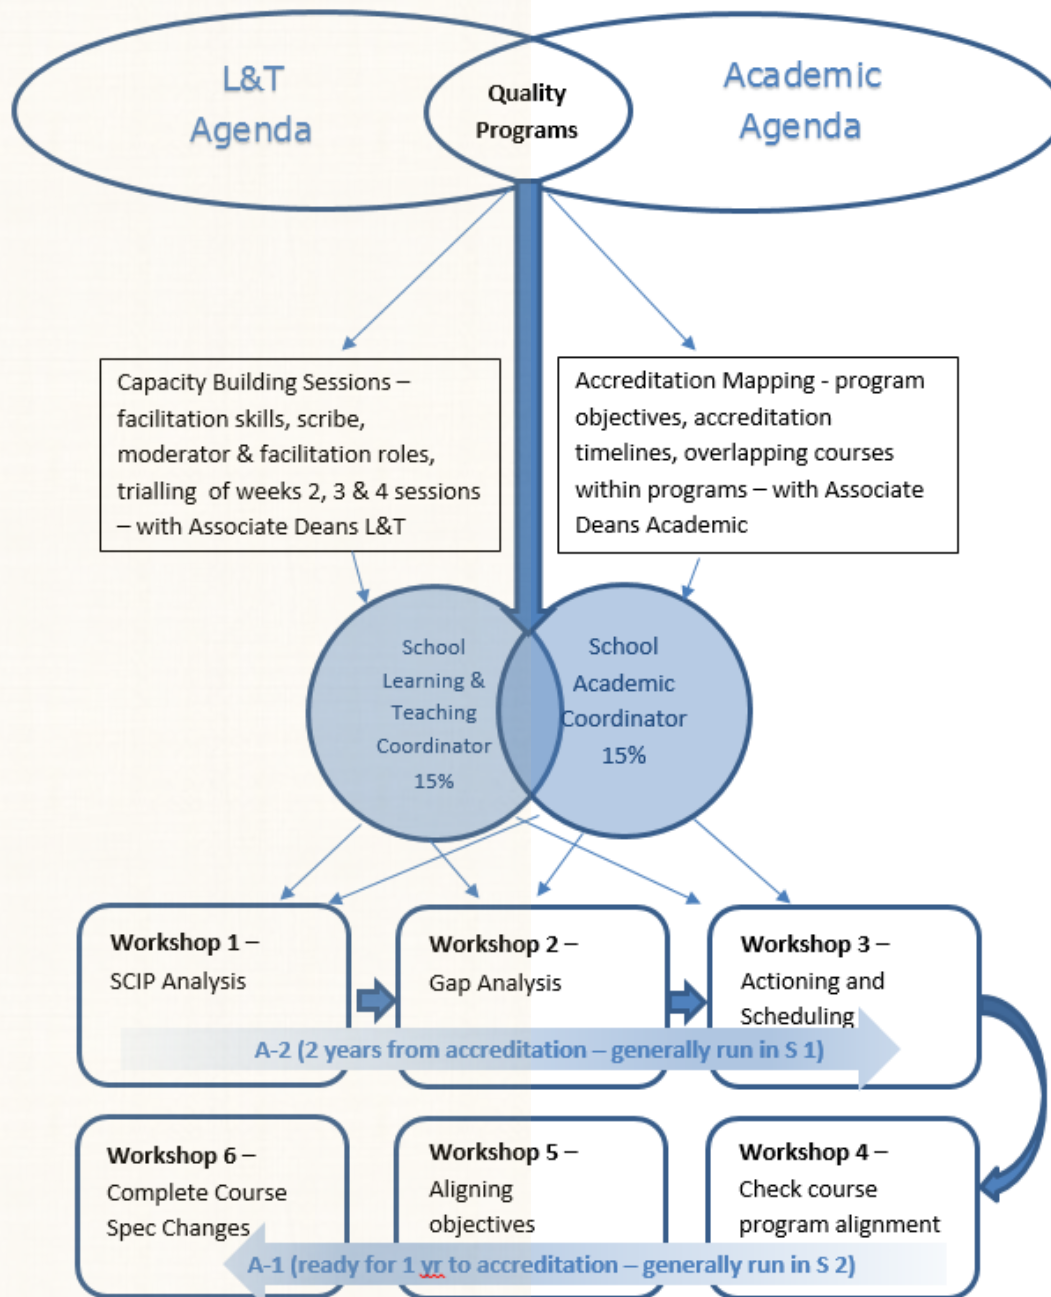 L&T
Agenda
Quality
Programs
Academic
Agenda
Capacity Building Sessions –
facilitation skills, scribe,
moderator & facilitation roles,
trialling of weeks 2, 3 & 4 sessions
– with Associate Deans L&T
Accreditation Mapping - program
objectives, accreditation
timelines, overlapping courses
within programs – with Associate
Deans Academic
School
Learning &
Teaching
Coordinator
15%
School
Academic
Coordinator
15%
Workshop 1 –
SCIP Analysis
Workshop 2 –
Gap Analysis
Workshop 3 –
Actioning and
Scheduling
A-2 (2 years from accreditation – generally run in S 1)
Workshop 6 –
Complete Course
Spec Changes
Workshop 5 –
Aligning
objectives
Workshop 4 –
Check course
program alignment
A-1 (ready for 1 yr to accreditation – generally run in S 2)